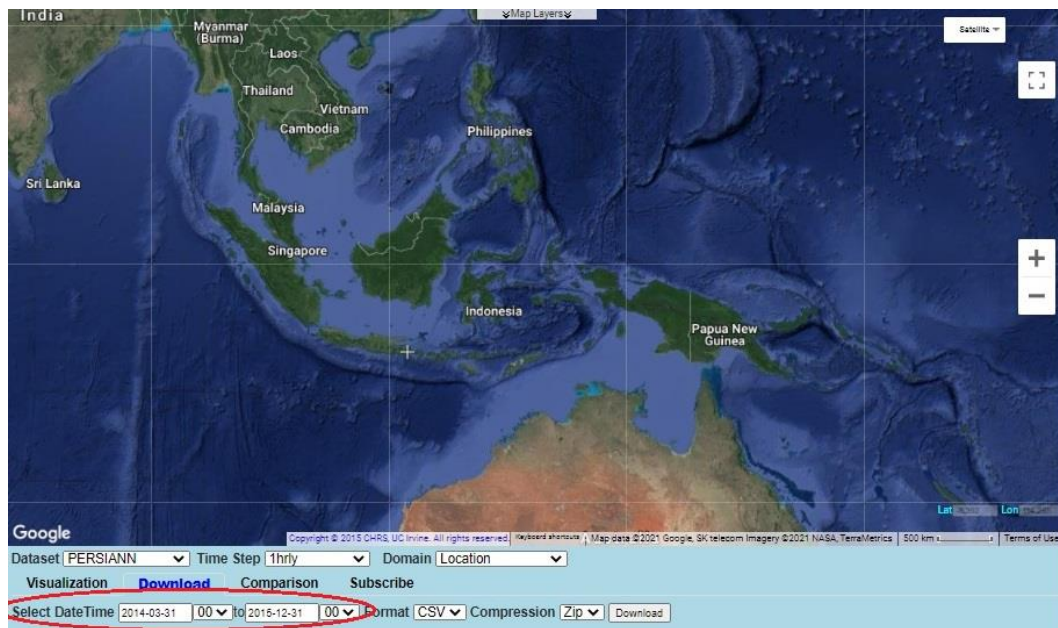 India
Map Layers
Myanmar
(Burma)
Satellite
Laos
Thailand
Vietnam
Cambodia
Philippines
Sri Lanka
Malaysia
Singapore
Indonesia
Papua New
Guinea
Lat Lon
Google
Copyright © 2015 CHRS, UC Irvine. All rights reserved. Keyboard shortcuts Map data ©2021 Google, SK telecom Imagery ©2021 NASA, TerraMetrics 500 km Terms of Use
Dataset PERSIANN Time Step 1hrly Domain Location
Visualization Download Comparison Subscribe
Select DateTime 2014-03-31 00 to 2015-12-31 00 Format CSV Compression Zip Download